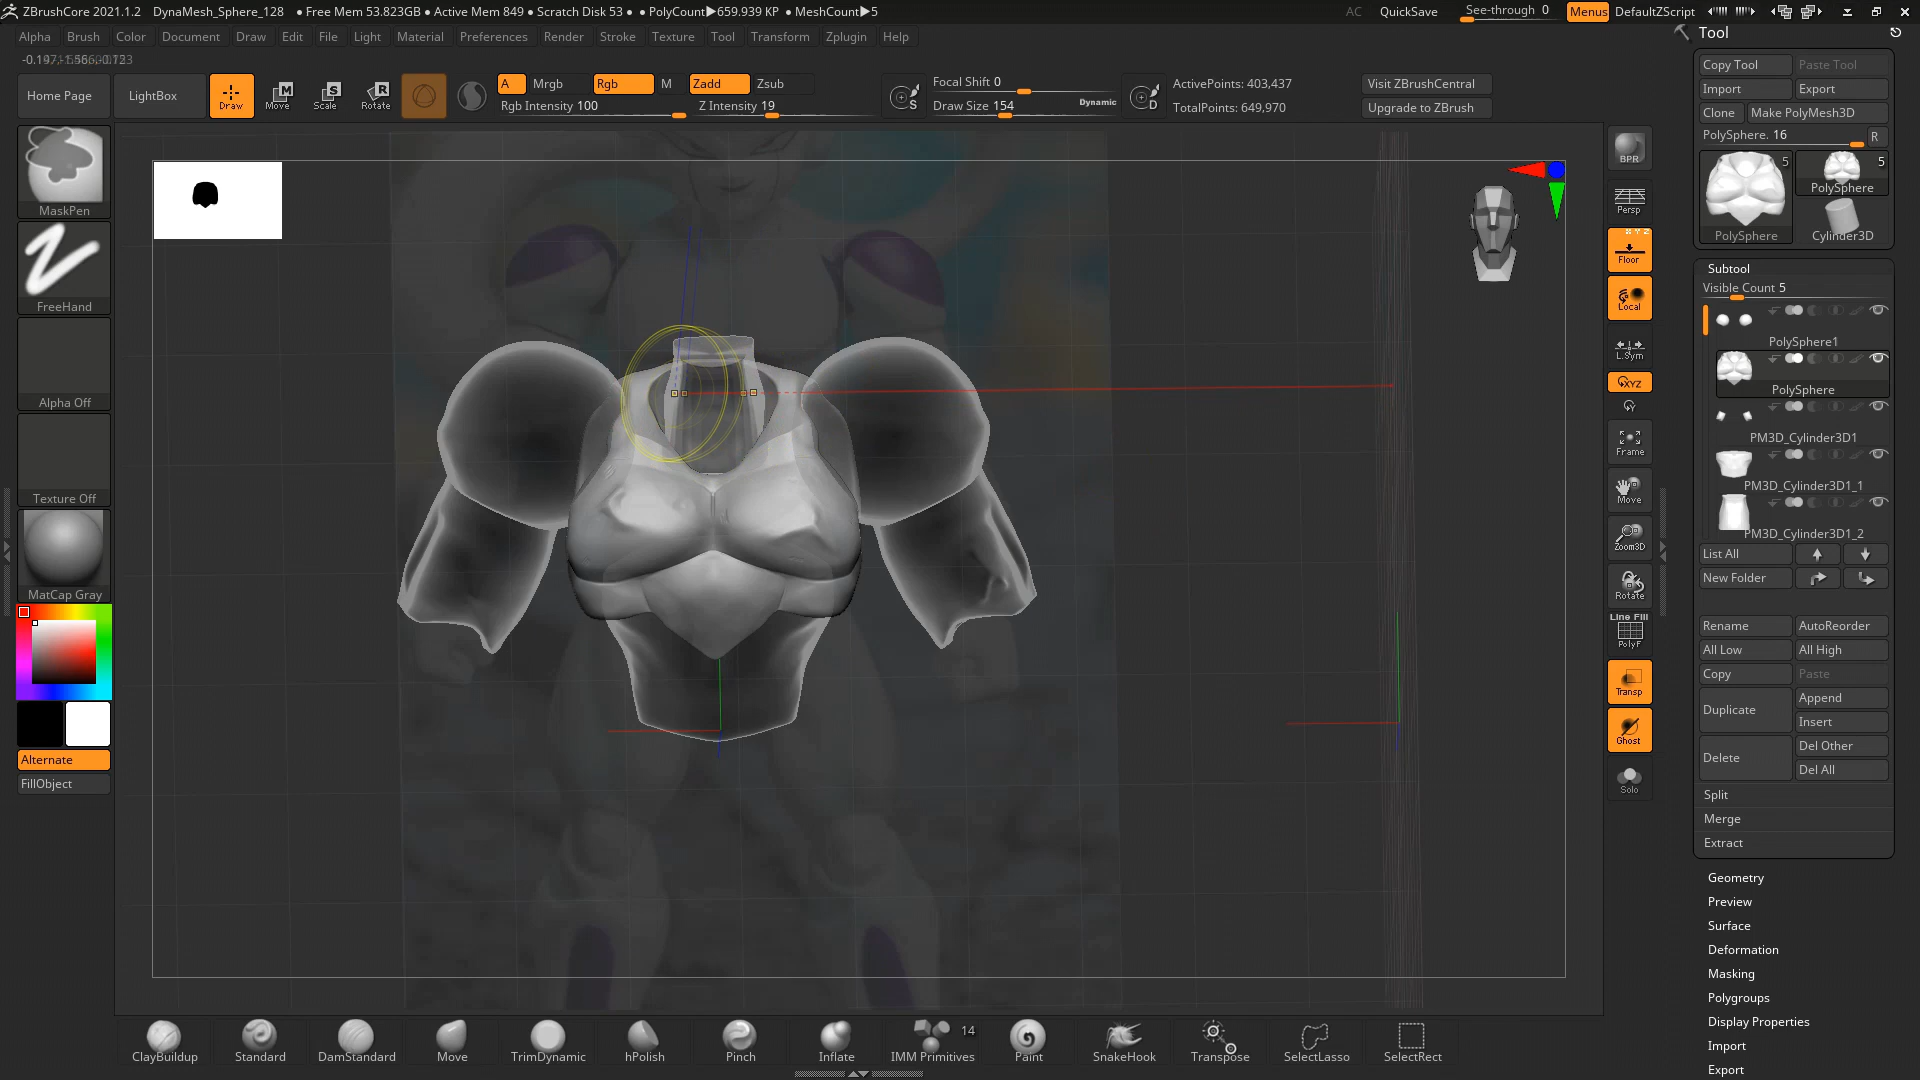 ZBrushCore 2021.1.2 DynaMesh_Sphere_128 • Free Mem 53.823GB • Active Mem 849 • Scratch Disk 53 • • PolyCount▶659.939 KP • MeshCount▶5 AC QuickSave See-through 0 Menus DefaultZScript
Alpha Brush Color Document Draw Edit File Light Material Preferences Render Stroke Texture Tool Transform Zplugin Help
Tool
Home Page LightBox Draw Move Scale Rotate
A Mrgb Rgb M Zadd Zsub
Rgb Intensity 100 Z Intensity 19
Focal Shift 0
Draw Size 154 Dynamic
ActivePoints: 403,437
TotalPoints: 649,970
Visit ZBrushCentral
Upgrade to ZBrush
Copy Tool Paste Tool
Import Export
Clone Make PolyMesh3D
PolySphere. 16 R
5 5
PolySphere
PolySphere Cylinder3D
MaskPen
FreeHand
Alpha Off
Texture Off
MatCap Gray
Alternate
FillObject
BPR
Persp
X Y Z
Floor
Local
L.Sym
XYZ
Y
Frame
Move
Zoom3D
Rotate
Line Fill
PolyF
Transp
Ghost
Solo
Subtool
Visible Count 5
PolySphere1
PolySphere
PM3D_Cylinder3D1
PM3D_Cylinder3D1_1
PM3D_Cylinder3D1_2
List All
New Folder
Rename AutoReorder
All Low All High
Copy Paste
Duplicate Append
Insert
Delete Del Other
Del All
Split
Merge
Extract
Geometry
Preview
Surface
Deformation
Masking
Polygroups
Display Properties
Import
Export
ClayBuildup Standard DamStandard Move TrimDynamic hPolish Pinch Inflate IMM Primitives 14 Paint SnakeHook Transpose SelectLasso SelectRect